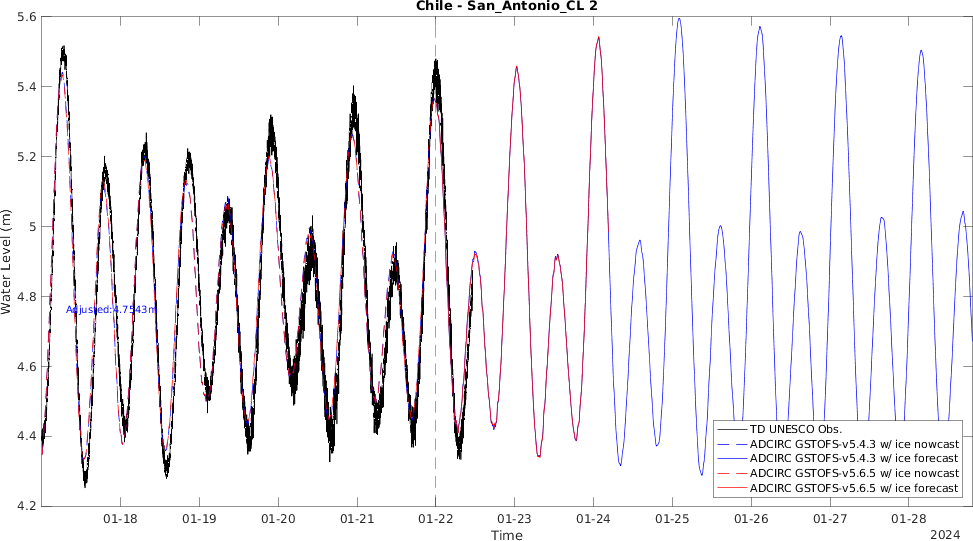 Chile - San_Antonio_CL 2
Water Level (m)
5.6
5.4
5.2
5
4.8
4.6
4.4
4.2
Adjusted:4.7543m
TD UNESCO Obs.
ADCIRC GSTOFS-v5.4.3 w/ ice nowcast
ADCIRC GSTOFS-v5.4.3 w/ ice forecast
ADCIRC GSTOFS-v5.6.5 w/ ice nowcast
ADCIRC GSTOFS-v5.6.5 w/ ice forecast
01-18 01-19 01-20 01-21 01-22 01-23 01-24 01-25 01-26 01-27 01-28
Time
2024